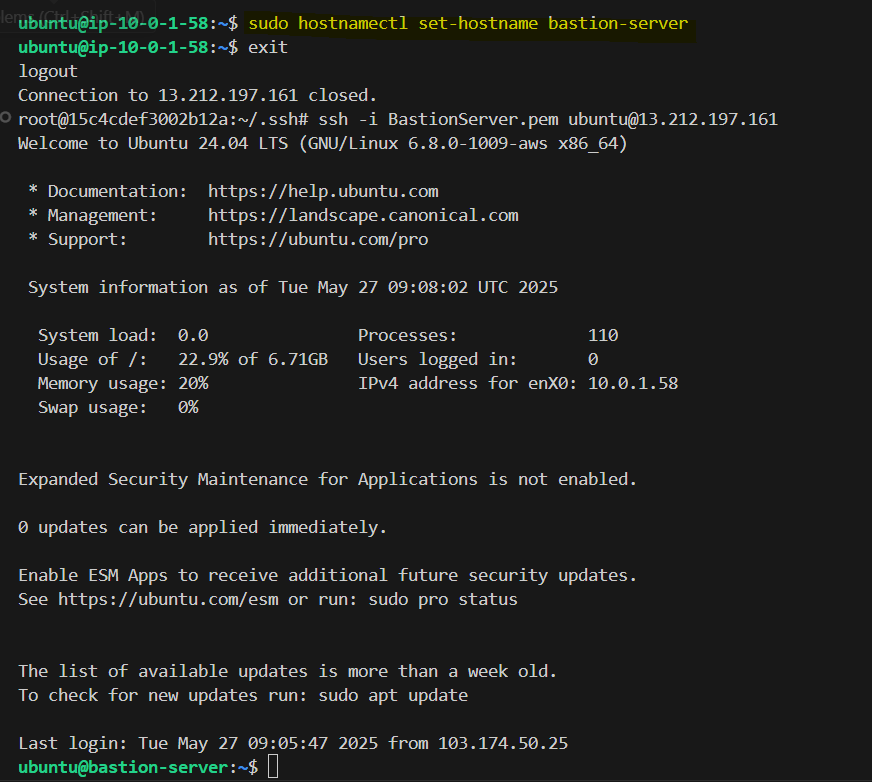 ubuntu@ip-10-0-1-58:~$ sudo hostnamectl set-hostname bastion-server
ubuntu@ip-10-0-1-58:~$ exit
logout
Connection to 13.212.197.161 closed.
root@15c4cdef3002b12a:~/.ssh# ssh -i BastionServer.pem ubuntu@13.212.197.161
Welcome to Ubuntu 24.04 LTS (GNU/Linux 6.8.0-1009-aws x86_64)
* Documentation:  https://help.ubuntu.com
* Management:     https://landscape.canonical.com
* Support:        https://ubuntu.com/pro
System information as of Tue May 27 09:08:02 UTC 2025
System load:  0.0               Processes:             110
Usage of /:   22.9% of 6.71GB   Users logged in:       0
Memory usage: 20%               IPv4 address for enX0: 10.0.1.58
Swap usage:   0%
Expanded Security Maintenance for Applications is not enabled.
0 updates can be applied immediately.
Enable ESM Apps to receive additional future security updates.
See https://ubuntu.com/esm or run: sudo pro status
The list of available updates is more than a week old.
To check for new updates run: sudo apt update
Last login: Tue May 27 09:05:47 2025 from 103.174.50.25
ubuntu@bastion-server:~$